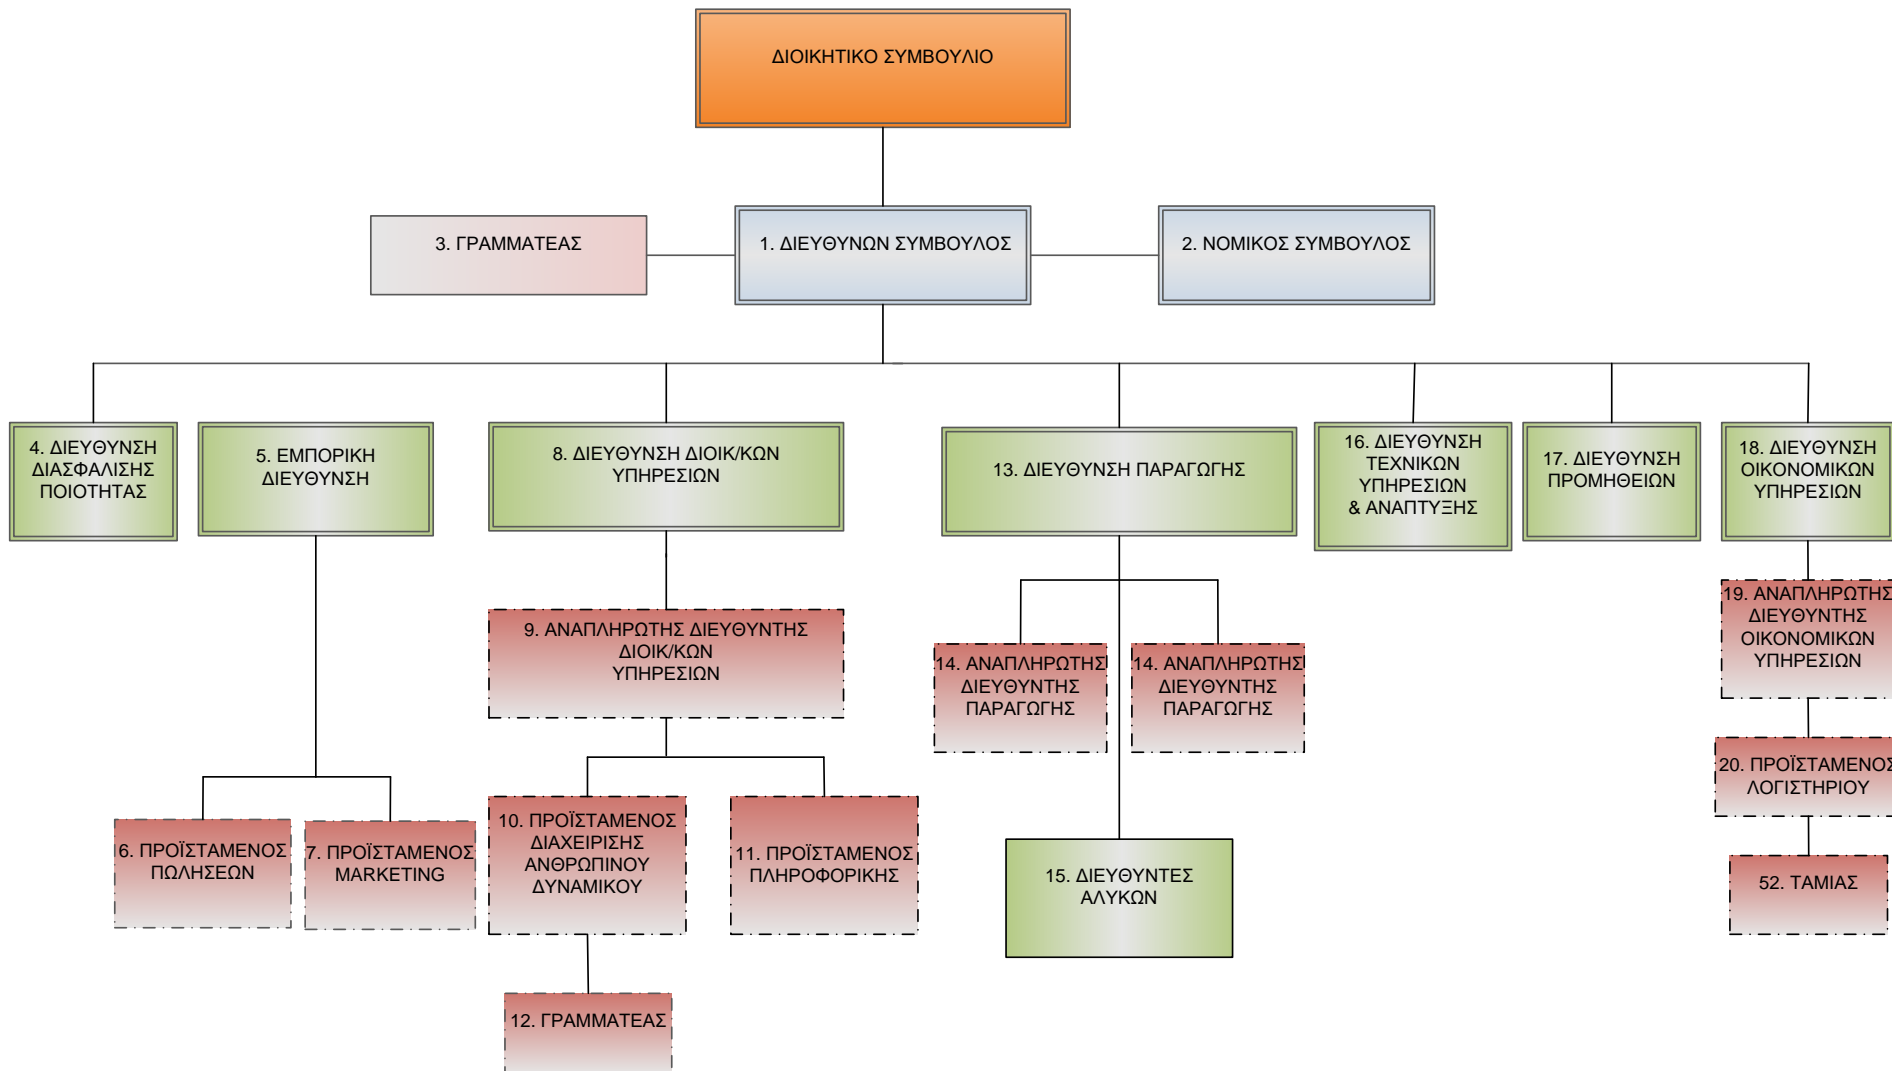 ΔΙΟΙΚΗΤΙΚΟ ΣΥΜΒΟΥΛΙΟ
3. ΓΡΑΜΜΑΤΕΑΣ
1. ΔΙΕΥΘΥΝΩΝ ΣΥΜΒΟΥΛΟΣ
2. ΝΟΜΙΚΟΣ ΣΥΜΒΟΥΛΟΣ
4. ΔΙΕΥΘΥΝΣΗ
ΔΙΑΣΦΑΛΙΣΗΣ
ΠΟΙΟΤΗΤΑΣ
5. ΕΜΠΟΡΙΚΗ
ΔΙΕΥΘΥΝΣΗ
8. ΔΙΕΥΘΥΝΣΗ ΔΙΟΙΚ/ΚΩΝ
ΥΠΗΡΕΣΙΩΝ
13. ΔΙΕΥΘΥΝΣΗ ΠΑΡΑΓΩΓΗΣ
16. ΔΙΕΥΘΥΝΣΗ
ΤΕΧΝΙΚΩΝ
ΥΠΗΡΕΣΙΩΝ
& ΑΝΑΠΤΥΞΗΣ
17. ΔΙΕΥΘΥΝΣΗ
ΠΡΟΜΗΘΕΙΩΝ
18. ΔΙΕΥΘΥΝΣΗ
ΟΙΚΟΝΟΜΙΚΩΝ
ΥΠΗΡΕΣΙΩΝ
9. ΑΝΑΠΛΗΡΩΤΗΣ ΔΙΕΥΘΥΝΤΗΣ
ΔΙΟΙΚ/ΚΩΝ
ΥΠΗΡΕΣΙΩΝ
14. ΑΝΑΠΛΗΡΩΤΗΣ
ΔΙΕΥΘΥΝΤΗΣ
ΠΑΡΑΓΩΓΗΣ
14. ΑΝΑΠΛΗΡΩΤΗΣ
ΔΙΕΥΘΥΝΤΗΣ
ΠΑΡΑΓΩΓΗΣ
19. ΑΝΑΠΛΗΡΩΤΗΣ
ΔΙΕΥΘΥΝΤΗΣ
ΟΙΚΟΝΟΜΙΚΩΝ
ΥΠΗΡΕΣΙΩΝ
20. ΠΡΟΪΣΤΑΜΕΝΟΣ
ΛΟΓΙΣΤΗΡΙΟΥ
6. ΠΡΟΪΣΤΑΜΕΝΟΣ
ΠΩΛΗΣΕΩΝ
7. ΠΡΟΪΣΤΑΜΕΝΟΣ
MARKETING
10. ΠΡΟΪΣΤΑΜΕΝΟΣ
ΔΙΑΧΕΙΡΙΣΗΣ
ΑΝΘΡΩΠΙΝΟΥ
ΔΥΝΑΜΙΚΟΥ
11. ΠΡΟΪΣΤΑΜΕΝΟΣ
ΠΛΗΡΟΦΟΡΙΚΗΣ
15. ΔΙΕΥΘΥΝΤΕΣ
ΑΛΥΚΩΝ
52. ΤΑΜΙΑΣ
12. ΓΡΑΜΜΑΤΕΑΣ